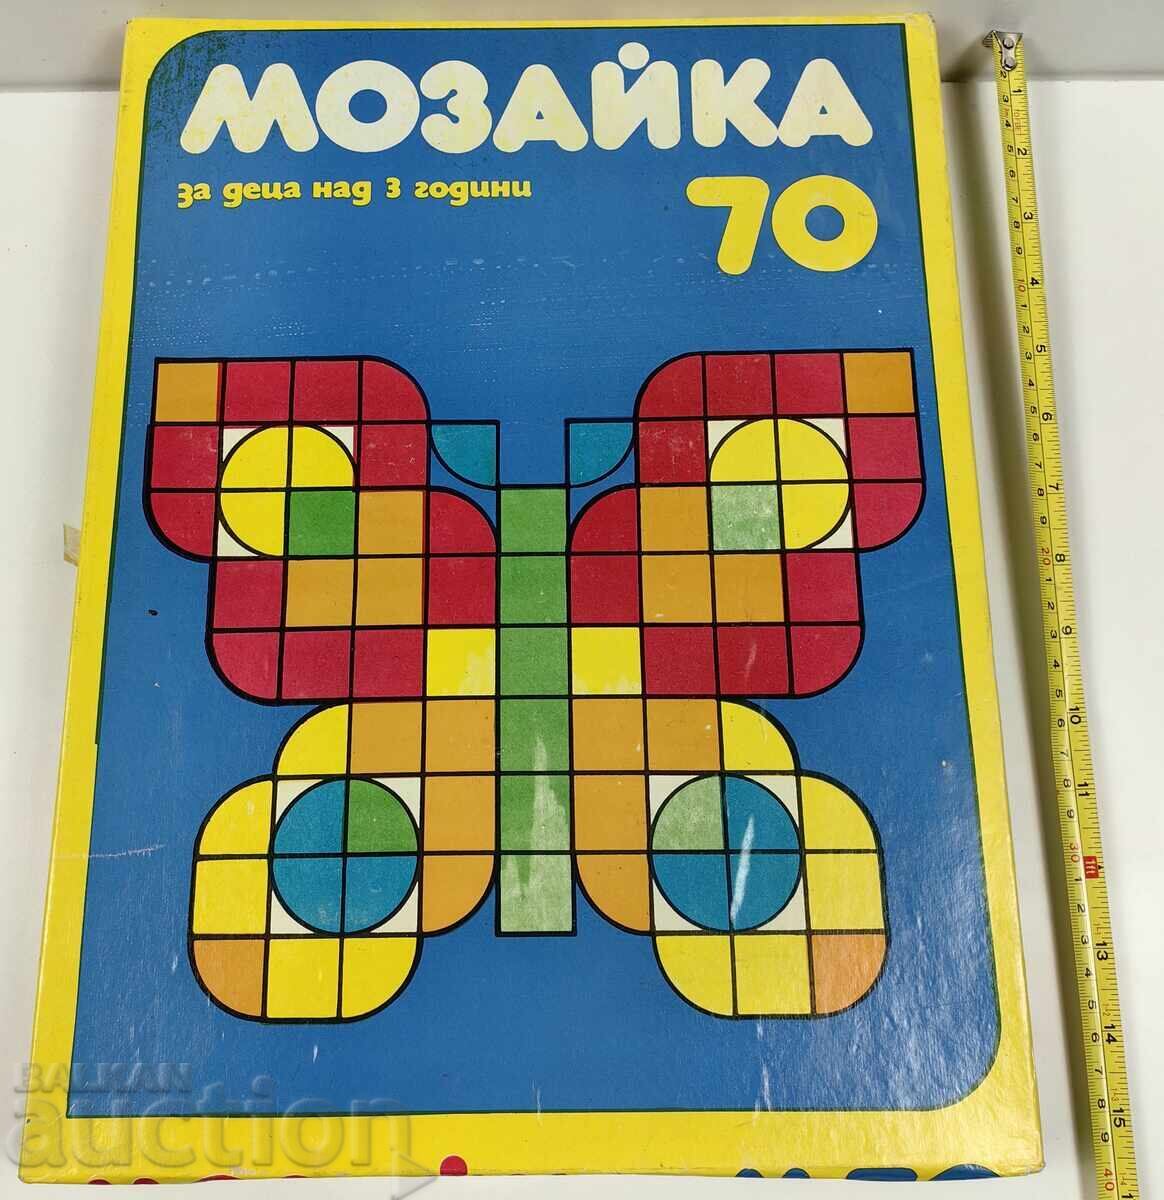 МОЗАЙКА
за деца над 3 години
70
BALKAN
auction